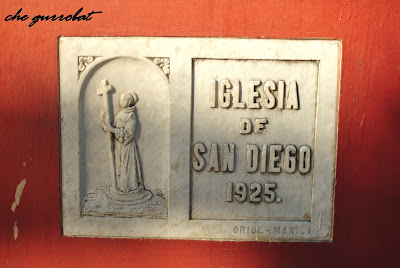 che gurrobat
IGLESIA
DE
SAN DIEGO
1925.
ORIOL-MANILA